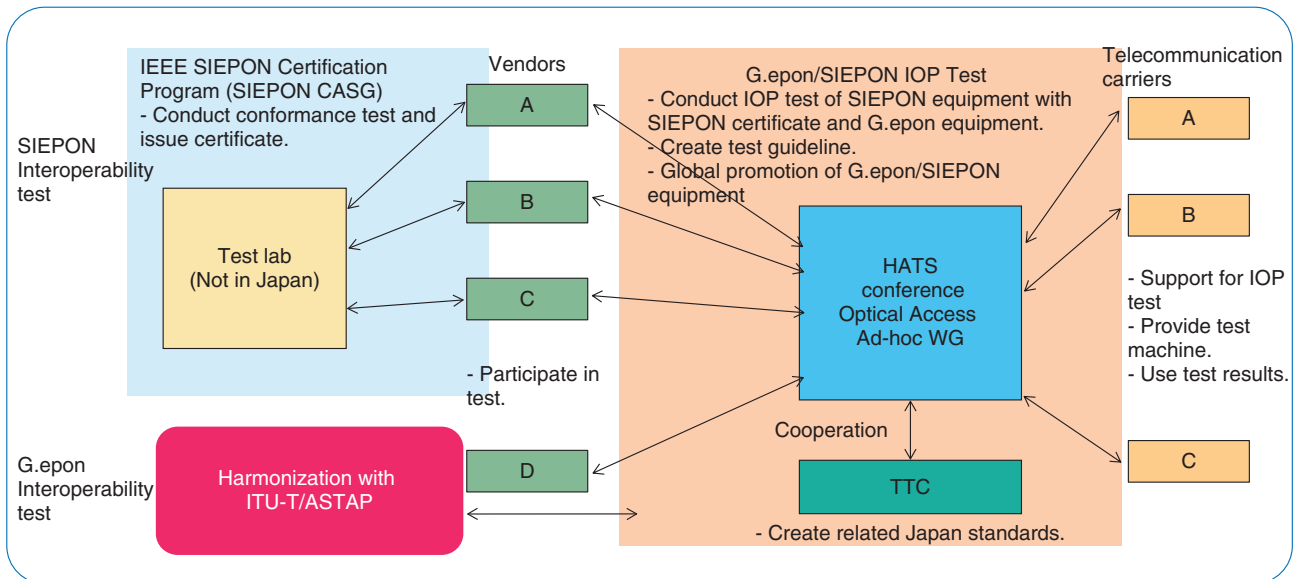 IEEE SIEPON Certification
Program (SIEPON CASG)
- Conduct conformance test and
issue certificate.
Vendors
G.epon/SIEPON IOP Test
- Conduct IOP test of SIEPON equipment with
SIEPON certificate and G.epon equipment.
- Create test guideline.
- Global promotion of G.epon/SIEPON
equipment
Telecommunication
carriers
SIEPON
Interoperability
test
Test lab
(Not in Japan)
A
B
C
- Participate in
test.
HATS
conference
Optical Access
Ad-hoc WG
A
B
- Support for IOP
test
- Provide test
machine.
- Use test results.
C
G.epon
Interoperability
test
Harmonization with
ITU-T/ASTAP
D
Cooperation
TTC
- Create related Japan standards.